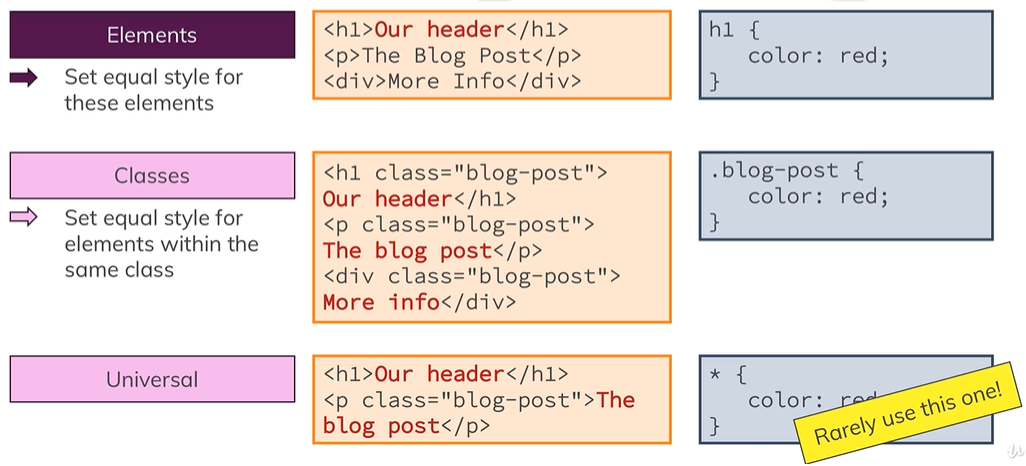 Elements
Set equal style for
these elements
<h1>Our header</h1>
<p>The Blog Post</p>
<div>More Info</div>
h1 {
color: red;
}
Classes
Set equal style for
elements within the
same class
<h1 class="blog-post">
Our header</h1>
<p class="blog-post">
The blog post</p>
<div class="blog-post">
More info</div>
.blog-post {
color: red;
}
Universal
<h1>Our header</h1>
<p class="blog-post">The
blog post</p>
* {
color: red
}
Rarely use this one!